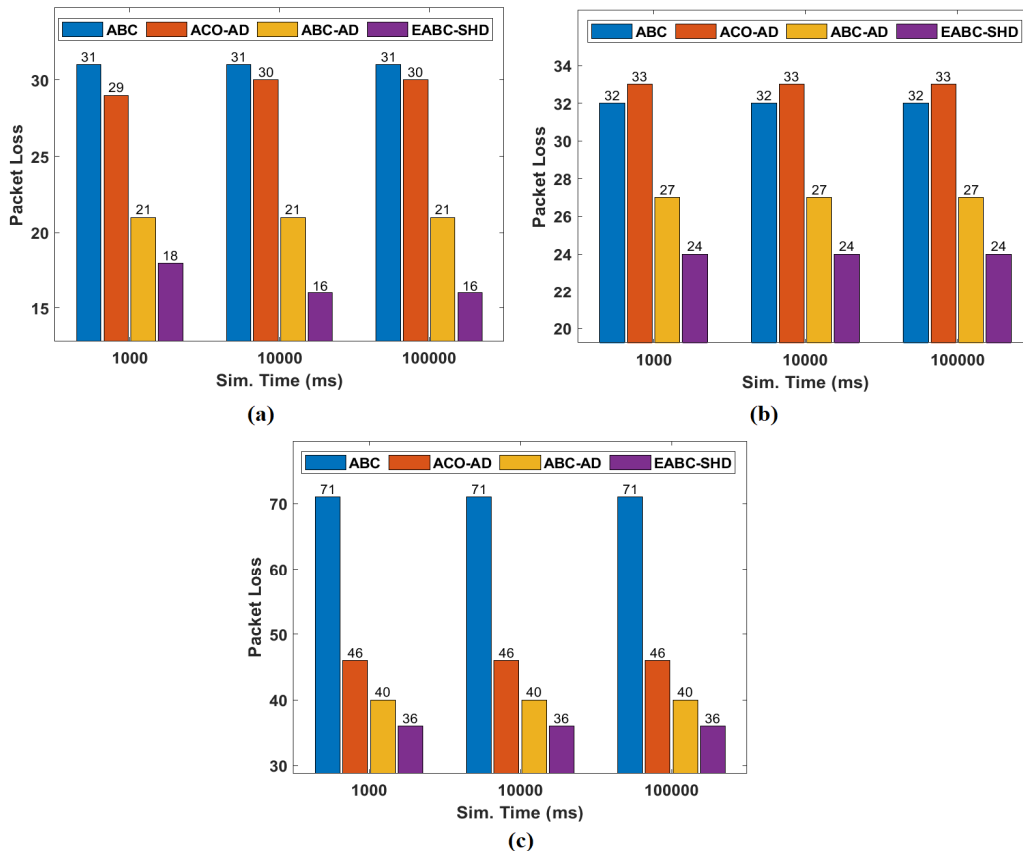 ABC ACO-AD ABC-AD EABC-SHD
31 31 31
30 29 30 30
25
21 21 21
20
18
16 16
15
Packet Loss
1000 10000 100000
Sim. Time (ms)
(a)
ABC ACO-AD ABC-AD EABC-SHD
34
33 33 33
32 32 32 32
30
28
27 27 27
26
24 24 24 24
22
20
Packet Loss
1000 10000 100000
Sim. Time (ms)
(b)
ABC ACO-AD ABC-AD EABC-SHD
71 71 71
70
60
50
46 46 46
40 40 40 40
36 36 36
30
Packet Loss
1000 10000 100000
Sim. Time (ms)
(c)